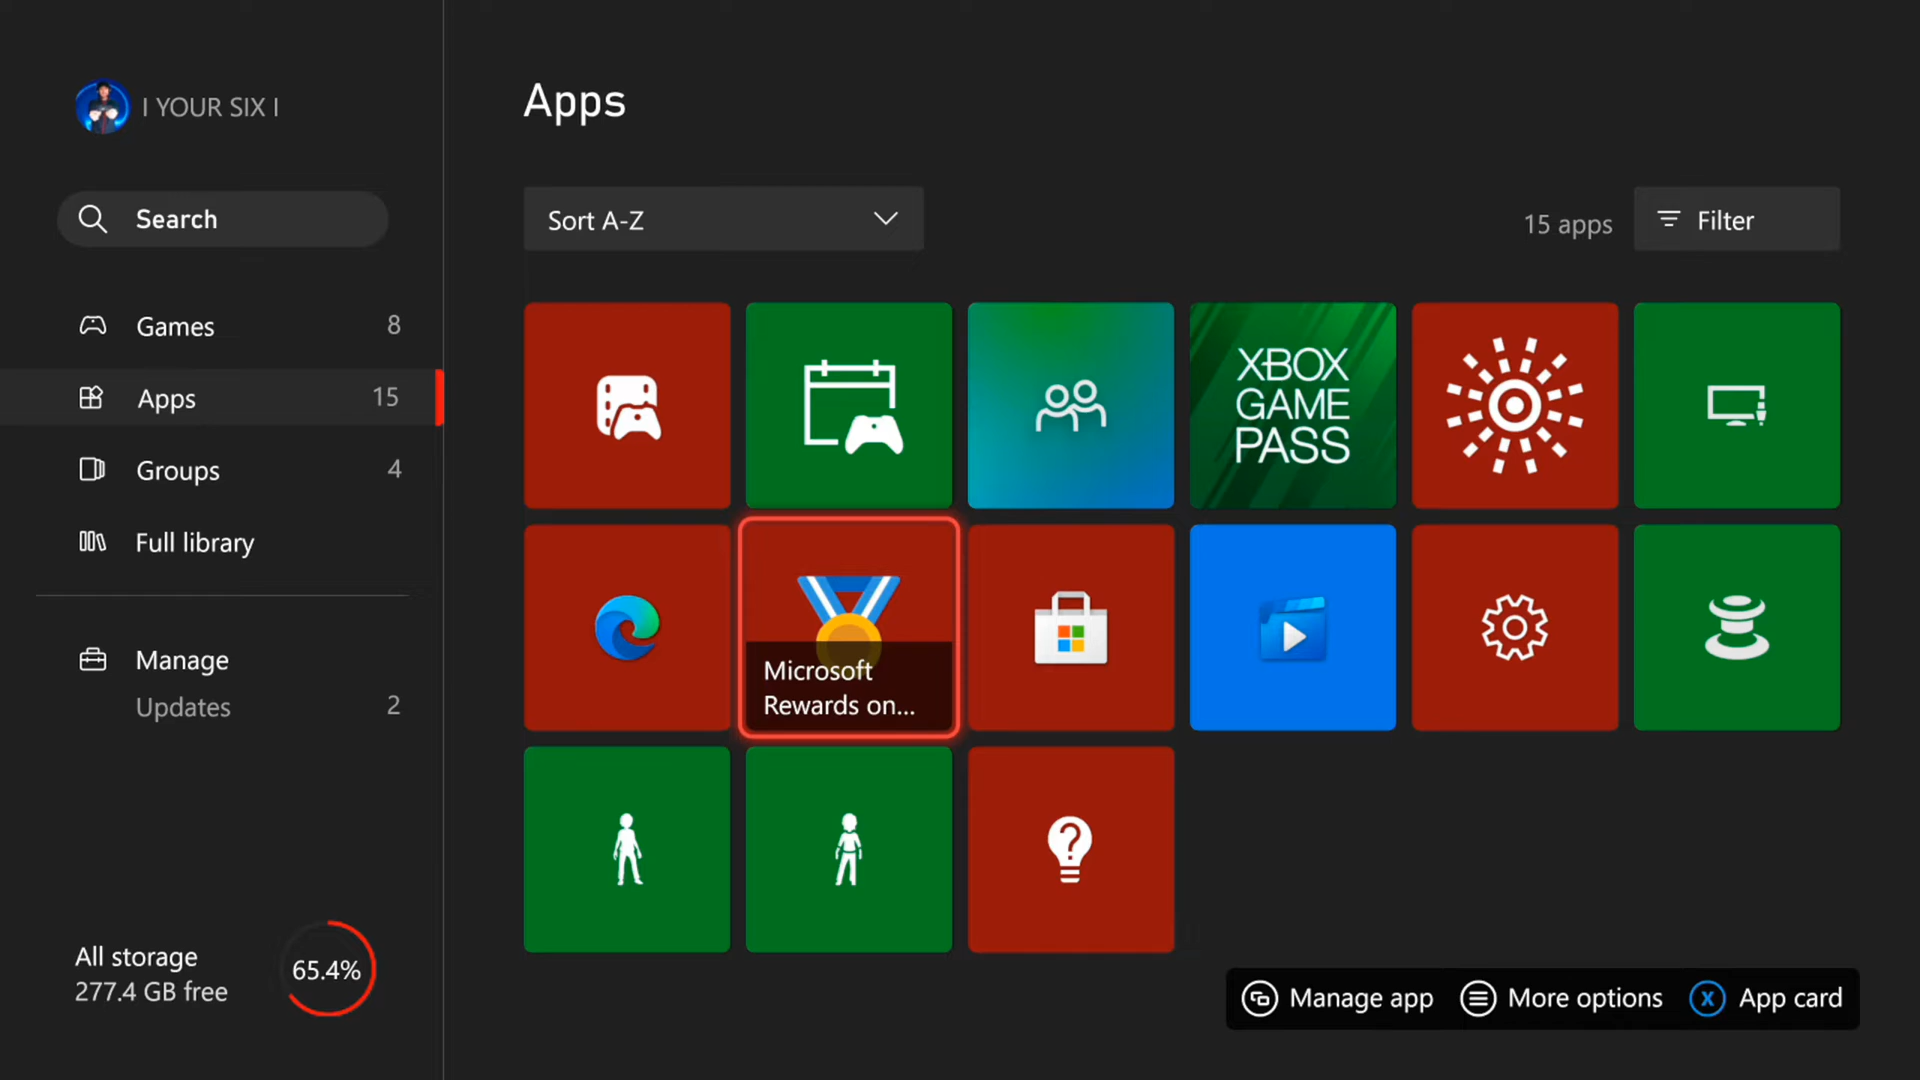 I YOUR SIX I
Search
Games 8
Apps 15
Groups 4
Full library
Manage
Updates 2
All storage
277.4 GB free
65.4%
Apps
Sort A-Z
15 apps
Filter
XBOX
GAME
PASS
Microsoft
Rewards on...
Manage app
More options
X App card